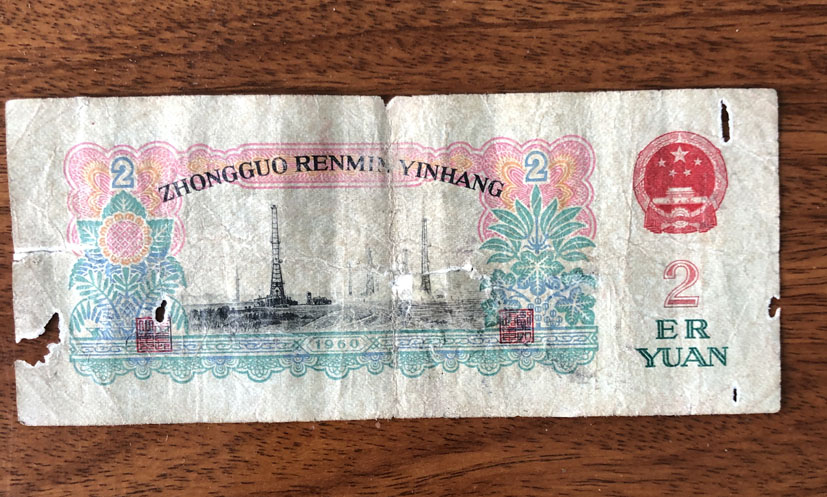 2
ZHONGGUO RENMIN YINHANG
2
1960
2
ER
YUAN